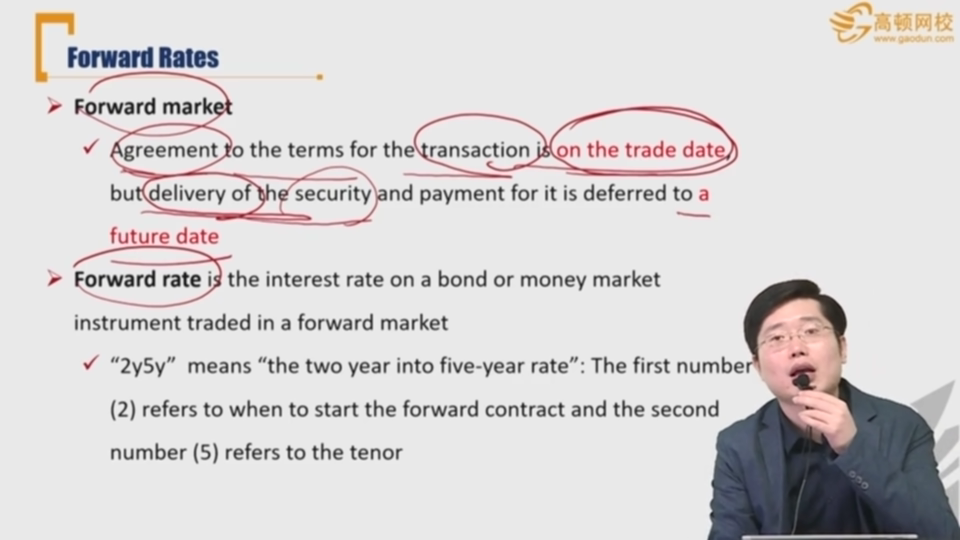 高顿网校
www.gaodun.com
Forward Rates
Forward market
Agreement to the terms for the transaction is on the trade date,
but delivery of the security and payment for it is deferred to a
future date
Forward rate is the interest rate on a bond or money market
instrument traded in a forward market
“2y5y” means “the two year into five-year rate”: The first number
(2) refers to when to start the forward contract and the second
number (5) refers to the tenor